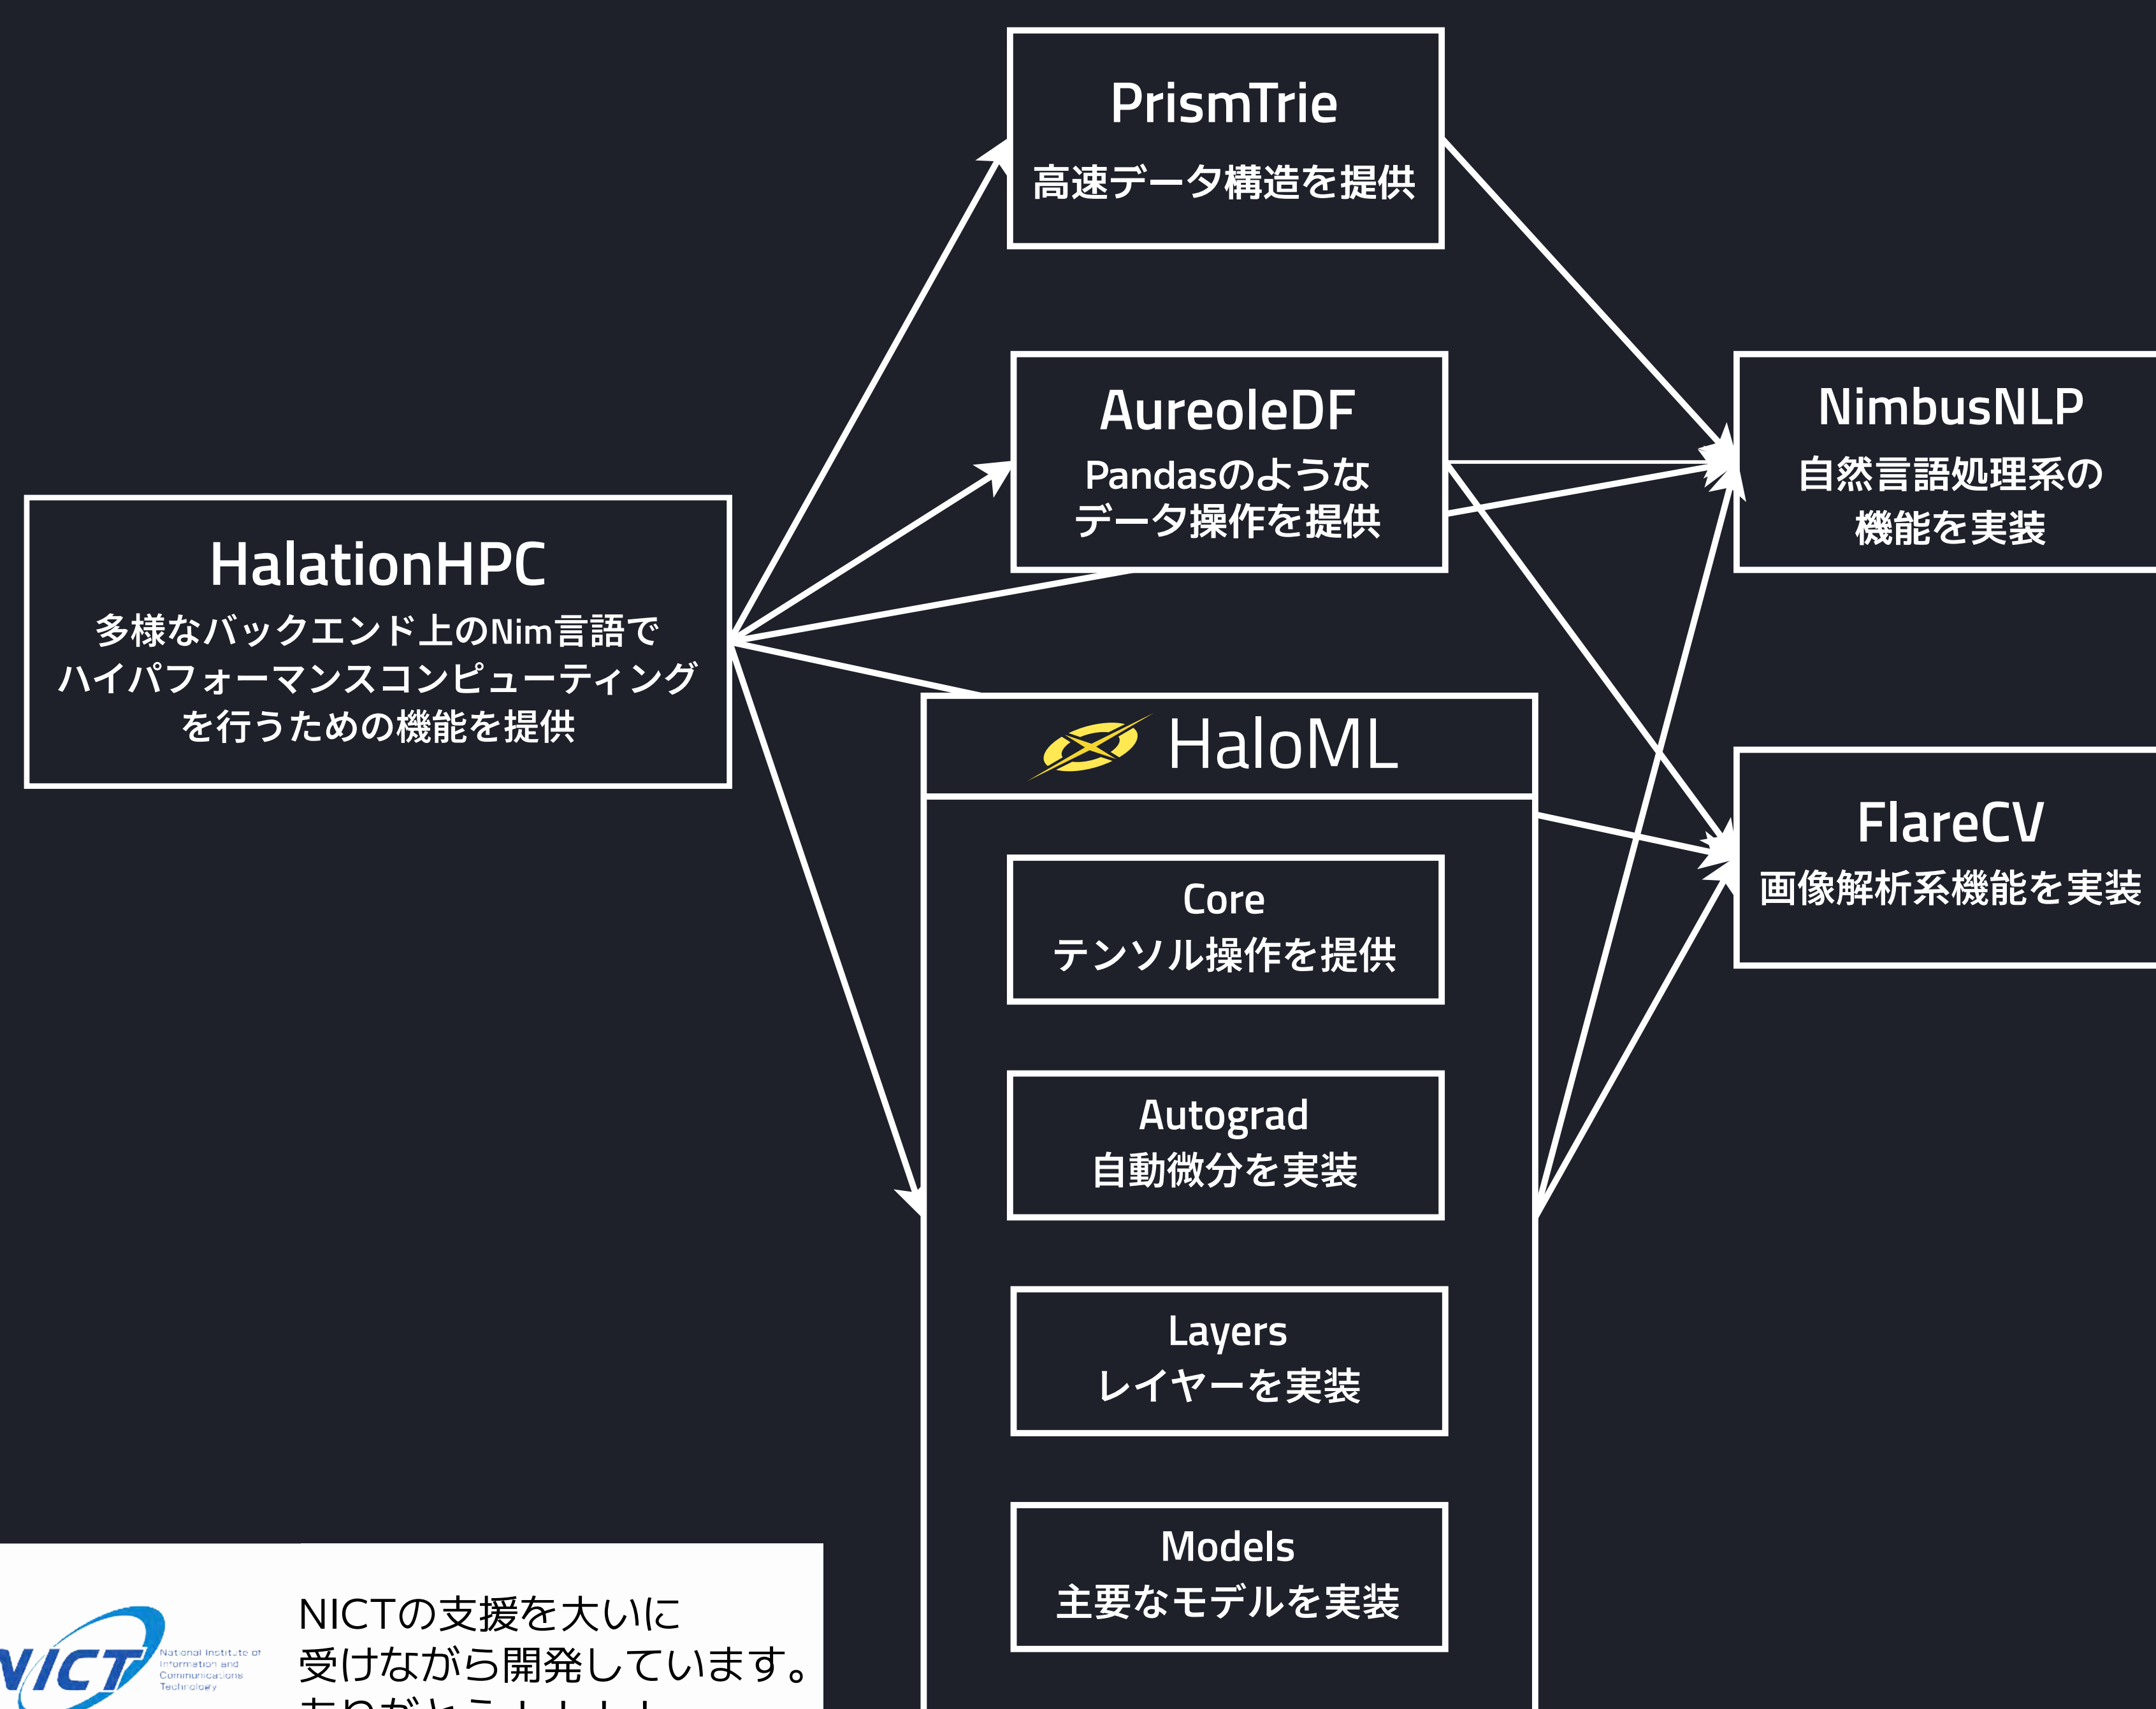 PrismTrie
高速データ構造を提供
AureoleDF
Pandasのような
データ操作を提供
NimbusNLP
自然言語処理系の
機能を実装
HalationHPC
多様なバックエンド上のNim言語で
ハイパフォーマンスコンピューティング
を行うための機能を提供
HaloML
FlareCV
画像解析系機能を実装
Core
テンソル操作を提供
Autograd
自動微分を実装
Layers
レイヤーを実装
Models
主要なモデルを実装
NICT
National Institute of
Information and
Communications
Technology
NICTの支援を大いに
受けながら開発しています。